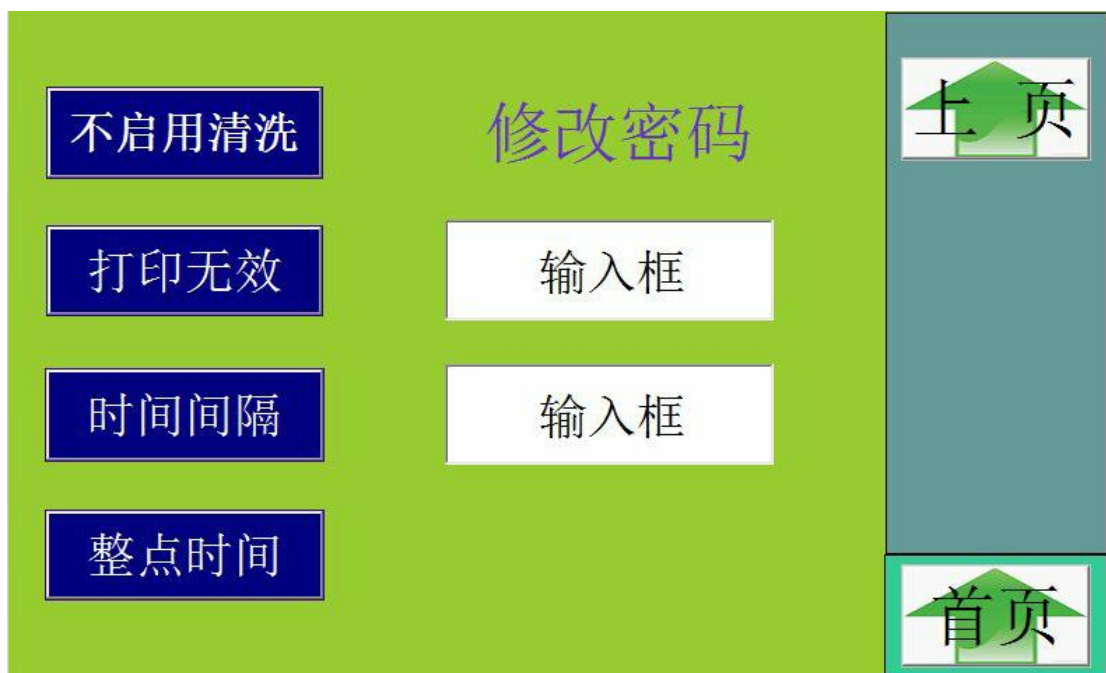 不启用清洗
修改密码
上 页
打印无效
输入框
时间间隔
输入框
整点时间
首页